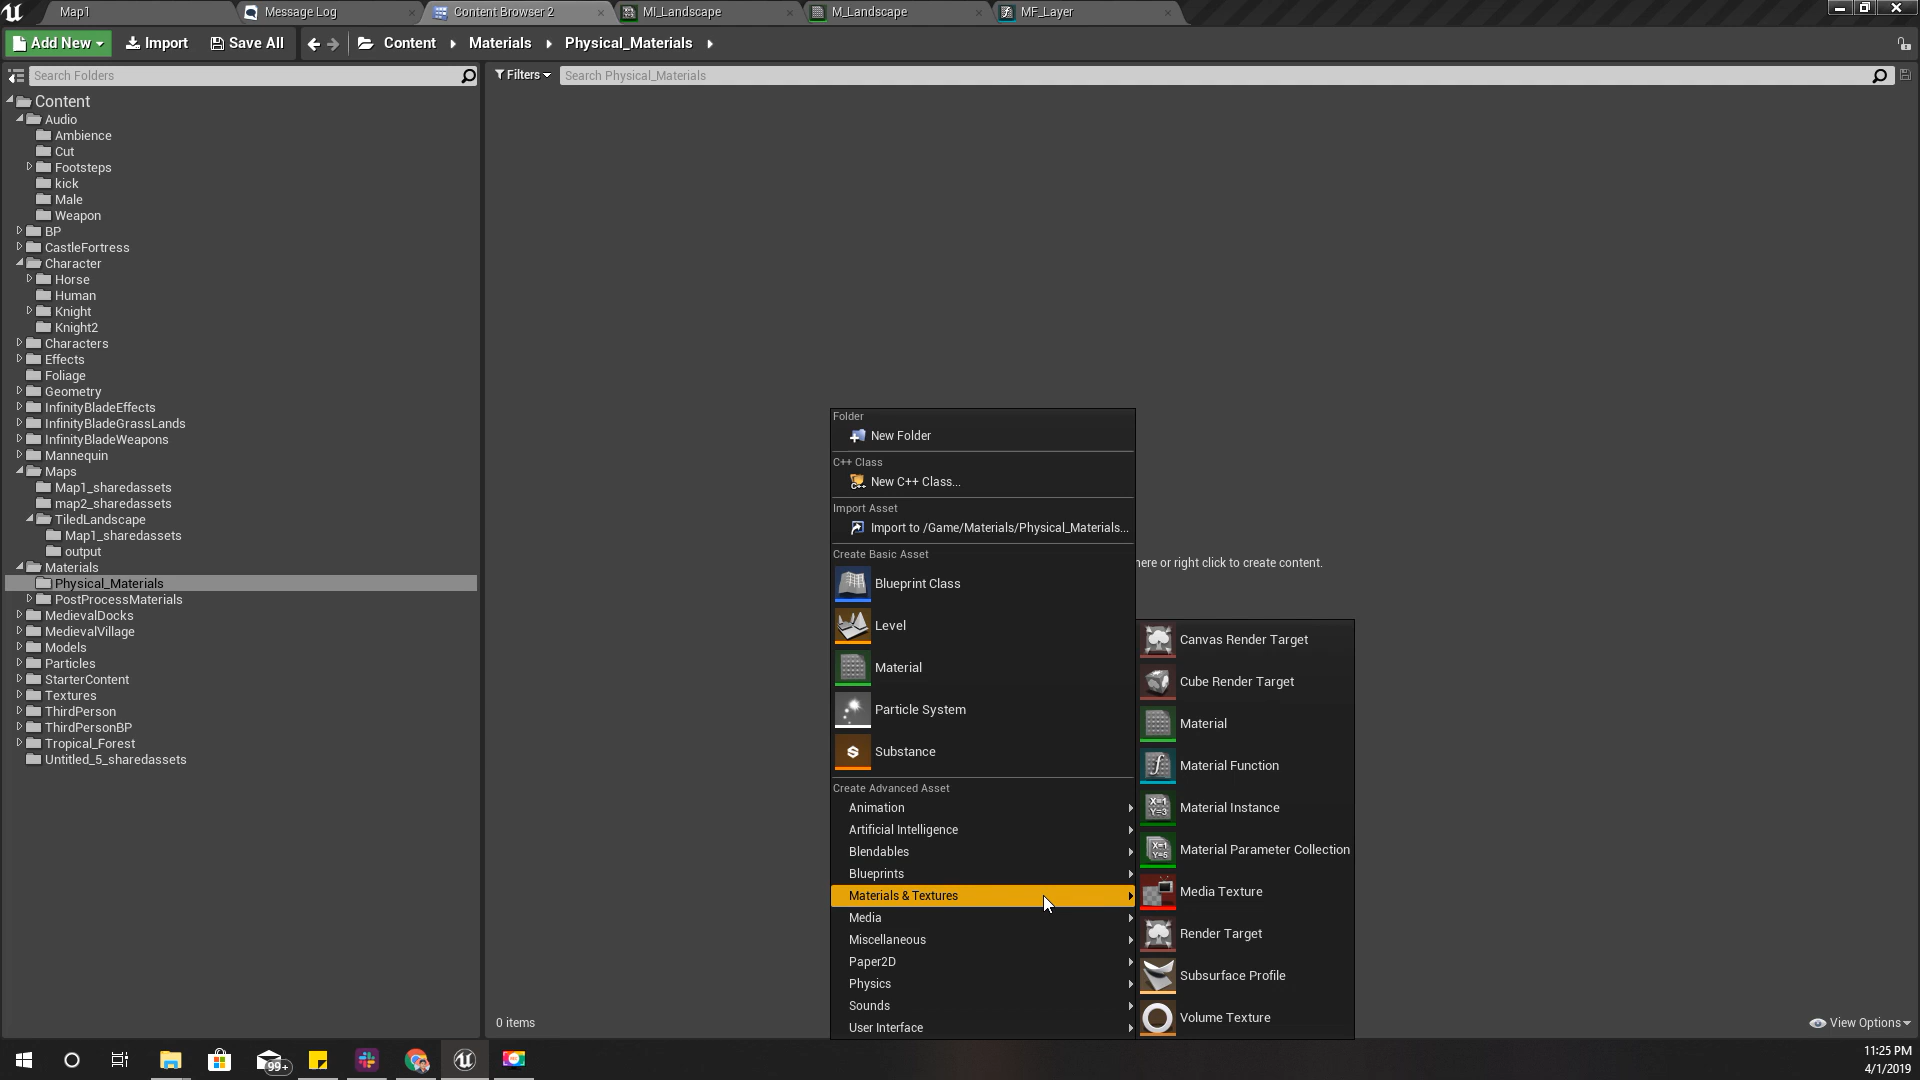 Map1
Message Log
Content Browser 2
MI_Landscape
M_Landscape
MF_Layer
Add New
Import
Save All
Content
Materials
Physical_Materials
Search Folders
Filters
Search Physical_Materials
Content
Audio
Ambience
Cut
Footsteps
kick
Male
Weapon
BP
CastleFortress
Character
Horse
Human
Knight
Knight2
Characters
Effects
Foliage
Geometry
InfinityBladeEffects
InfinityBladeGrassLands
InfinityBladeWeapons
Mannequin
Maps
Map1_sharedassets
map2_sharedassets
TiledLandscape
Map1_sharedassets
output
Materials
Physical_Materials
PostProcessMaterials
MedievalDocks
MedievalVillage
Models
Particles
StarterContent
Textures
ThirdPerson
ThirdPersonBP
Tropical_Forest
Untitled_5_sharedassets
Folder
New Folder
C++ Class
New C++ Class...
Import Asset
Import to /Game/Materials/Physical_Materials...
Create Basic Asset
Blueprint Class
Level
Material
Particle System
Substance
Create Advanced Asset
Animation
Artificial Intelligence
Blendables
Blueprints
Materials & Textures
Media
Miscellaneous
Paper2D
Physics
Sounds
User Interface
here or right click to create content.
Canvas Render Target
Cube Render Target
Material
Material Function
Material Instance
Material Parameter Collection
Media Texture
Render Target
Subsurface Profile
Volume Texture
0 items
View Options
99+
11:25 PM
4/1/2019